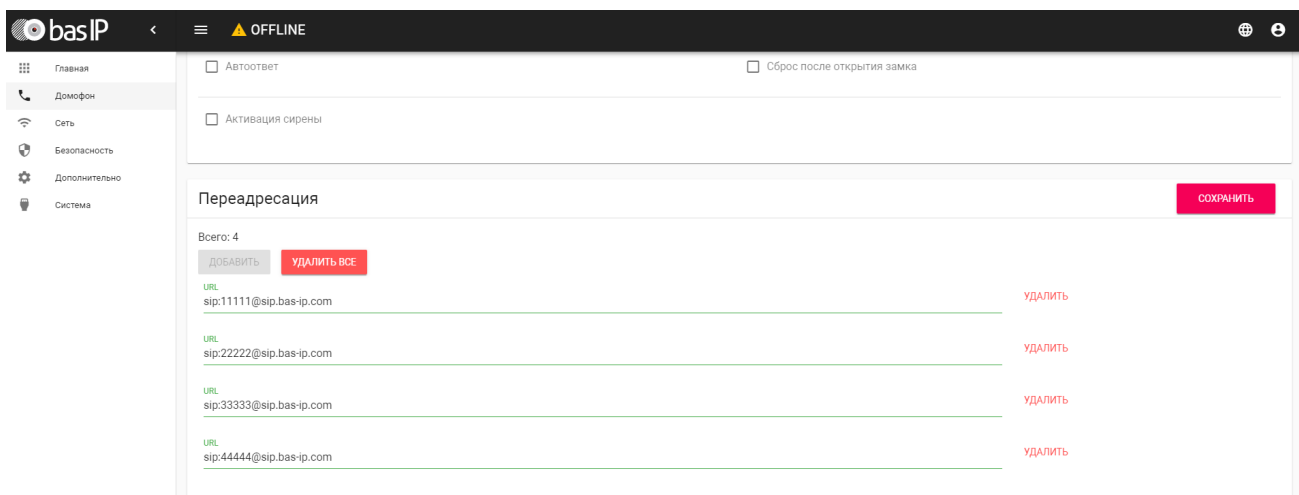 bas IP
OFFLINE
Главная
Автоответ
Сброс после открытия замка
Домофон
Сеть
Активация сирены
Безопасность
Дополнительно
Система
Переадресация
СОХРАНИТЬ
Всего: 4
ДОБАВИТЬ
УДАЛИТЬ ВСЕ
URL
sip:11111@sip.bas-ip.com
УДАЛИТЬ
URL
sip:22222@sip.bas-ip.com
УДАЛИТЬ
URL
sip:33333@sip.bas-ip.com
УДАЛИТЬ
URL
sip:44444@sip.bas-ip.com
УДАЛИТЬ